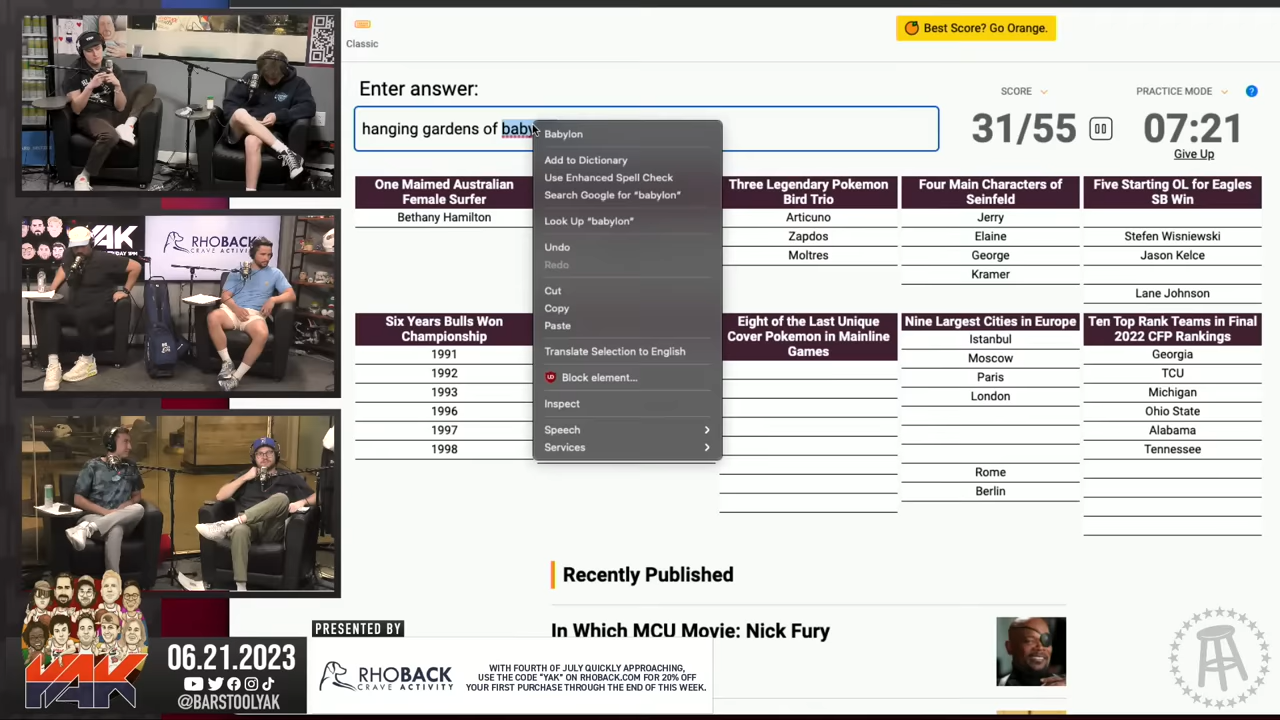 Classic
Best Score? Go Orange.
Enter answer:
hanging gardens of baby
SCORE
PRACTICE MODE
?
31/55
07:21
Give Up
Babylon
Add to Dictionary
Use Enhanced Spell Check
Search Google for “babylon”
Look Up “babylon”
Undo
Redo
Cut
Copy
Paste
Translate Selection to English
Block element...
Inspect
Speech
Services
One Maimed Australian
Female Surfer
Bethany Hamilton
Three Legendary Pokemon
Bird Trio
Articuno
Zapdos
Moltres
Four Main Characters of
Seinfeld
Jerry
Elaine
George
Kramer
Five Starting OL for Eagles
SB Win
Stefen Wisniewski
Jason Kelce
Lane Johnson
Six Years Bulls Won
Championship
1991
1992
1993
1996
1997
1998
Eight of the Last Unique
Cover Pokemon in Mainline
Games
Nine Largest Cities in Europe
Istanbul
Moscow
Paris
London
Rome
Berlin
Ten Top Rank Teams in Final
2022 CFP Rankings
Georgia
TCU
Michigan
Ohio State
Alabama
Tennessee
Recently Published
In Which MCU Movie: Nick Fury
YAK
RHOBACK
CRAVE ACTIVITY
PRESENTED BY
YAK
06.21.2023
@BARSTOOLYAK
RHOBACK
CRAVE ACTIVITY
WITH FOURTH OF JULY QUICKLY APPROACHING,
USE THE CODE "YAK" ON RHOBACK.COM FOR 20% OFF
YOUR FIRST PURCHASE THROUGH THE END OF THIS WEEK.